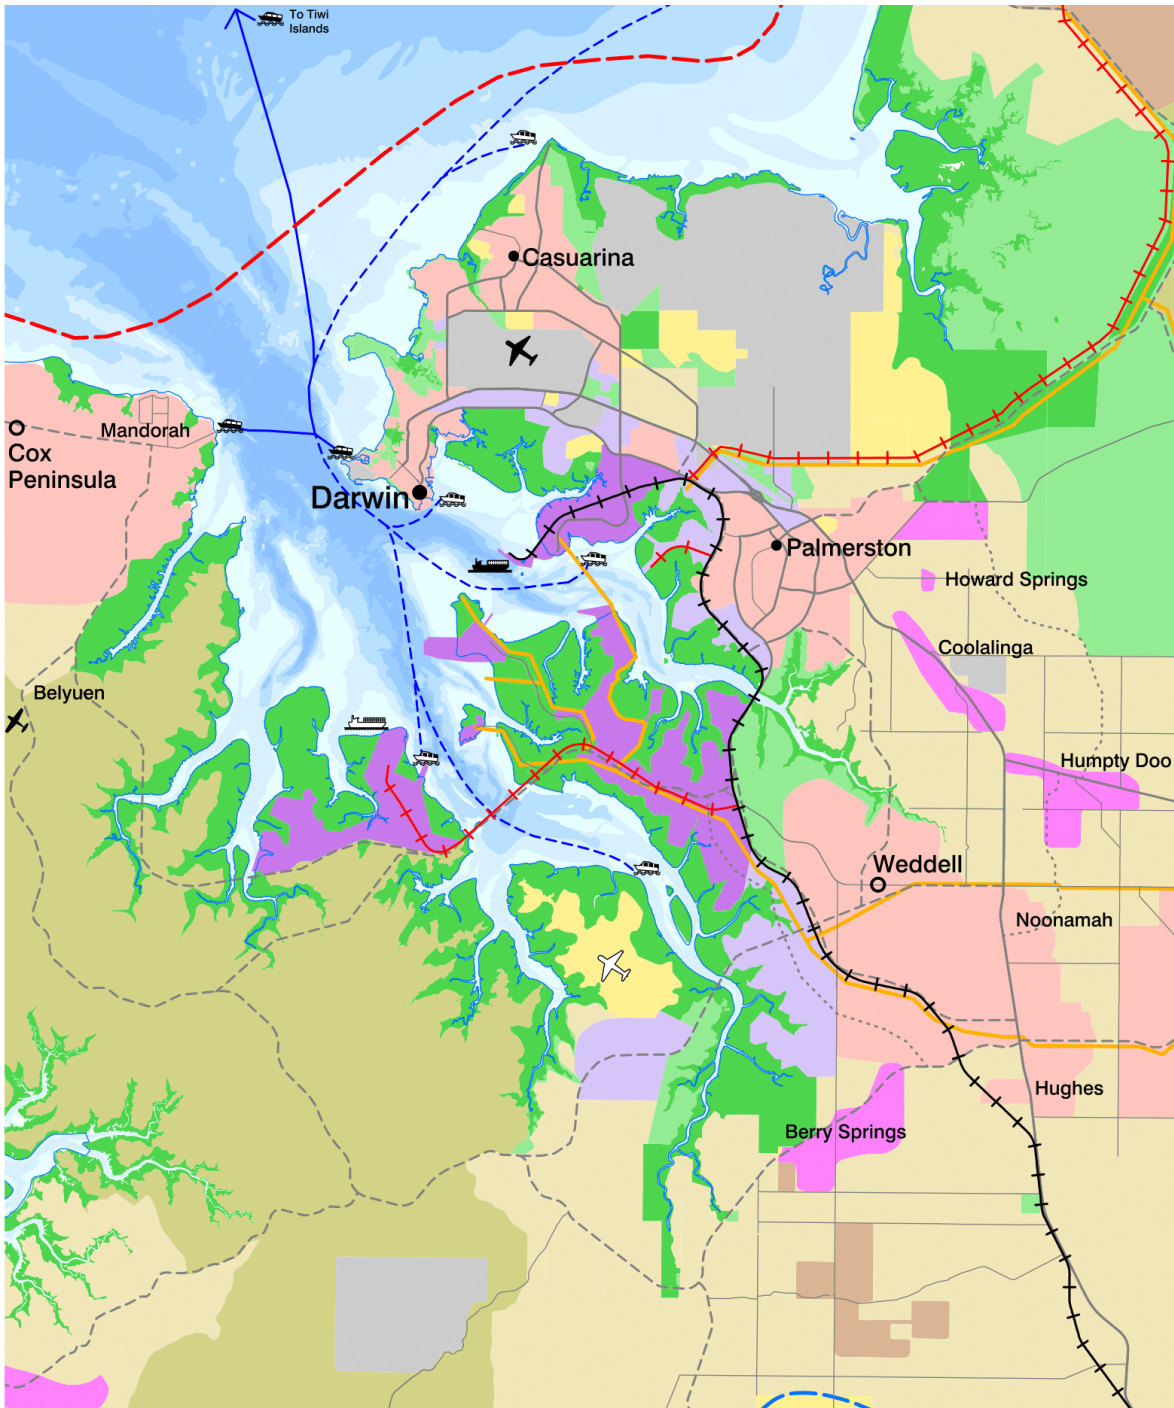 To Tiwi
Islands
Casuarina
Mandorah
Cox
Peninsula
Darwin
Palmerston
Howard Springs
Coolalinga
Belyuen
Humpty Doo
Weddell
Noonamah
Hughes
Berry Springs